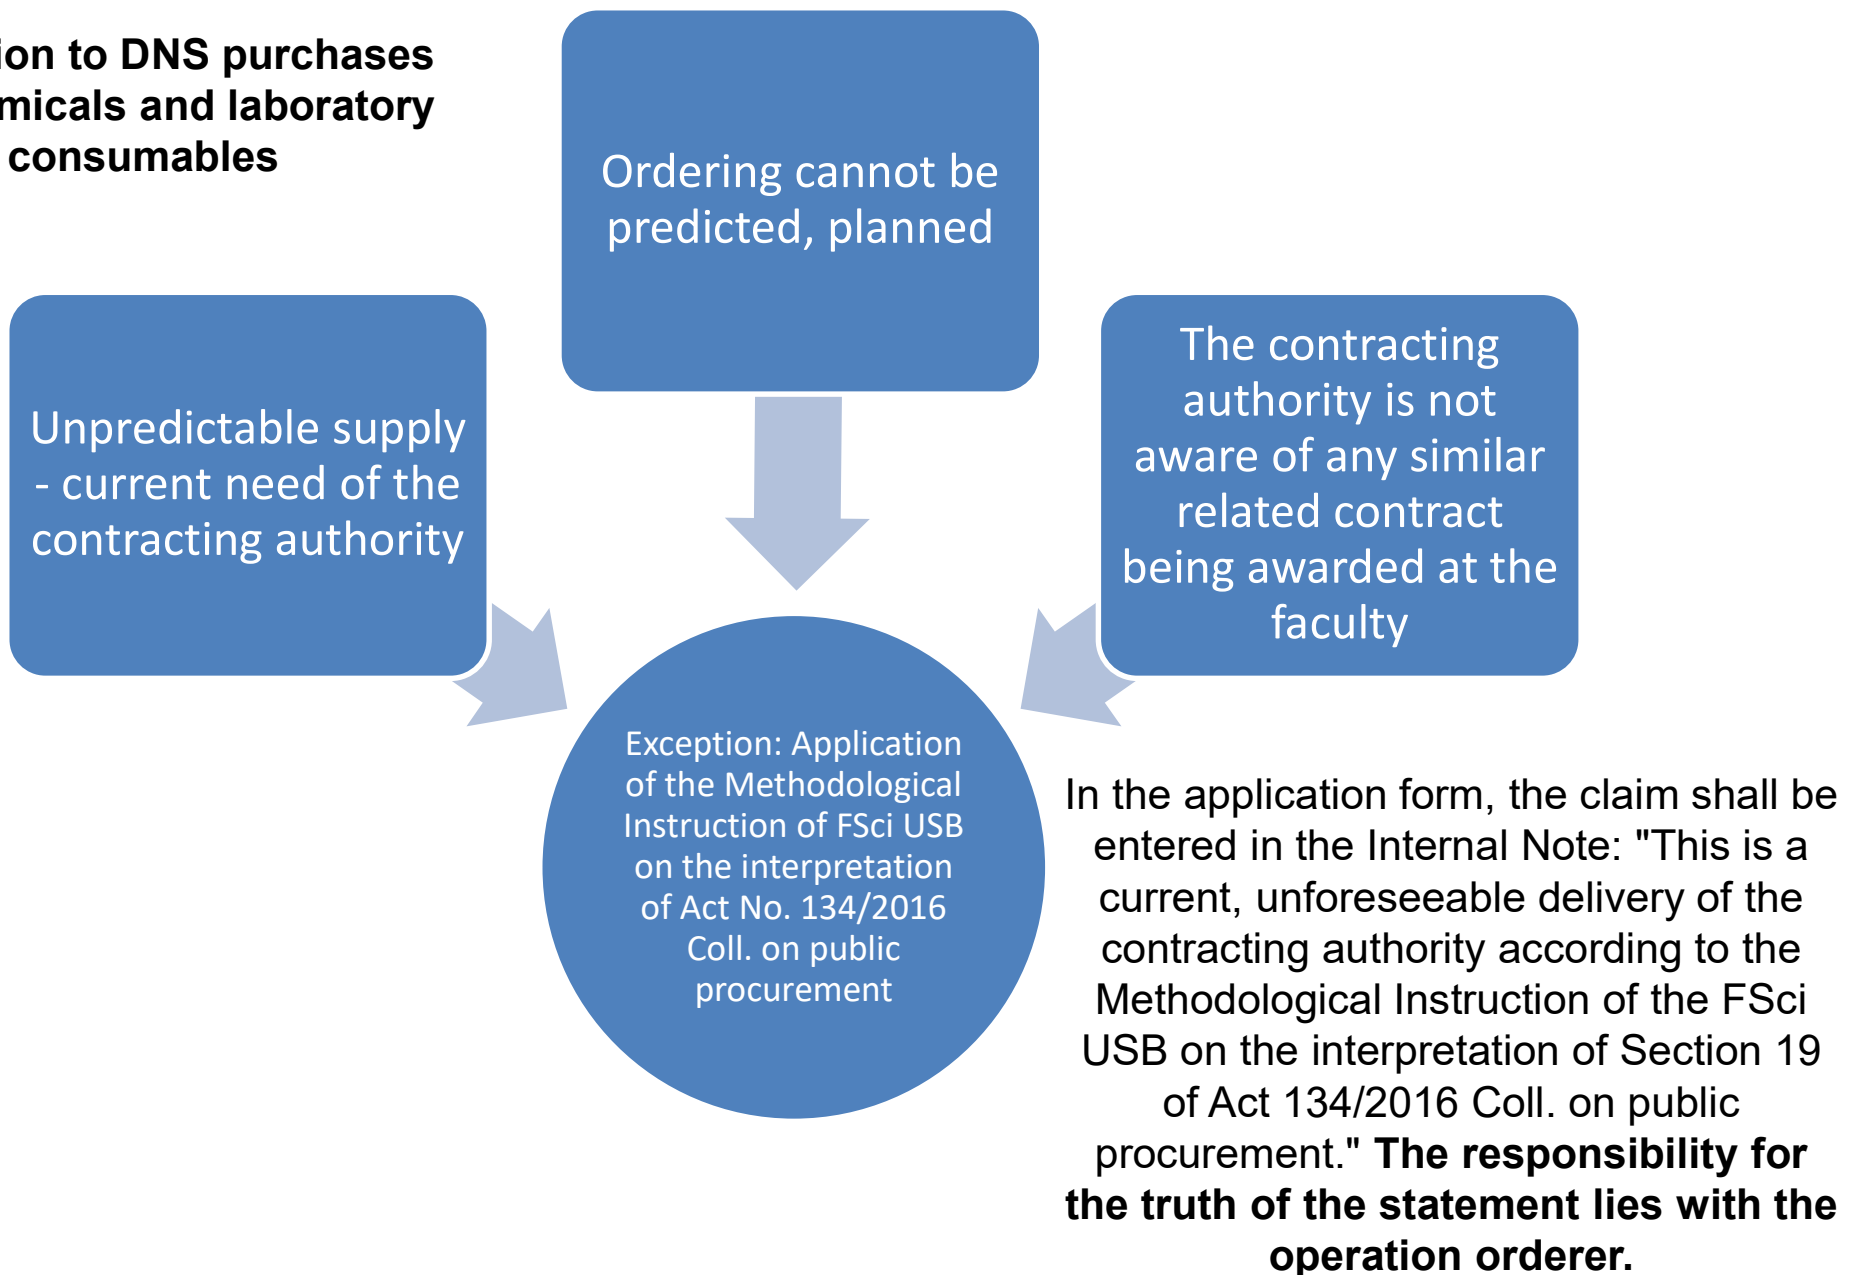 ion to DNS purchases
micals and laboratory
consumables
Ordering cannot be
predicted, planned
Unpredictable supply
- current need of the
contracting authority
The contracting
authority is not
aware of any similar
related contract
being awarded at the
faculty
Exception: Application
of the Methodological
Instruction of FSci USB
on the interpretation
of Act No. 134/2016
Coll. on public
procurement
In the application form, the claim shall be
entered in the Internal Note: "This is a
current, unforeseeable delivery of the
contracting authority according to the
Methodological Instruction of the FSci
USB on the interpretation of Section 19
of Act 134/2016 Coll. on public
procurement." The responsibility for
the truth of the statement lies with the
operation orderer.